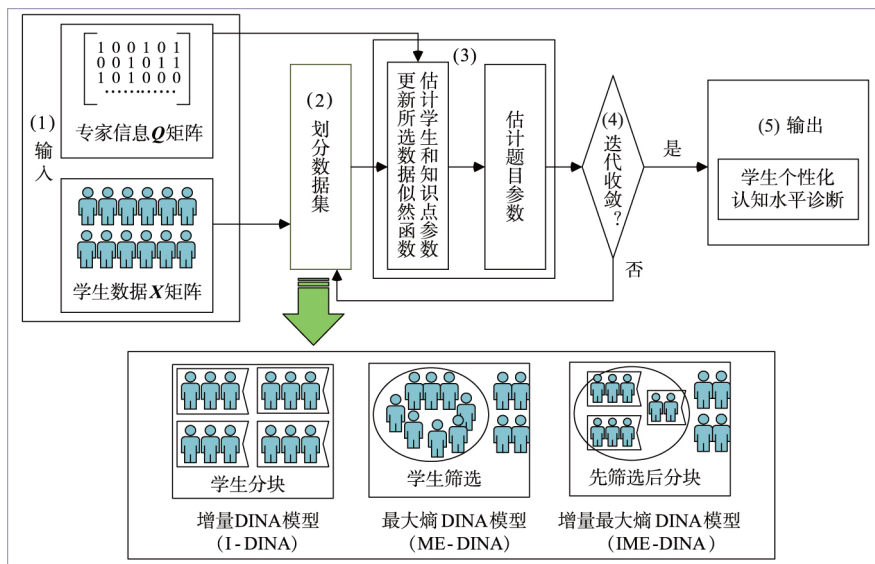 (1)
输入
1 0 0 1 0 1
0 0 1 0 1 1
1 0 1 0 0 0
……………
专家信息Q矩阵
学生数据X矩阵
(2)
划分数据集
(3)
估计学生和知识点参数
更新所选数据似然函数
估计题目参数
(4)
迭代收敛？
是
否
(5) 输出
学生个性化
认知水平诊断
学生分块
学生筛选
先筛选后分块
增量DINA模型
（I-DINA）
最大熵 DINA模型
（ME-DINA）
增量最大熵 DINA模型
（IME-DINA）